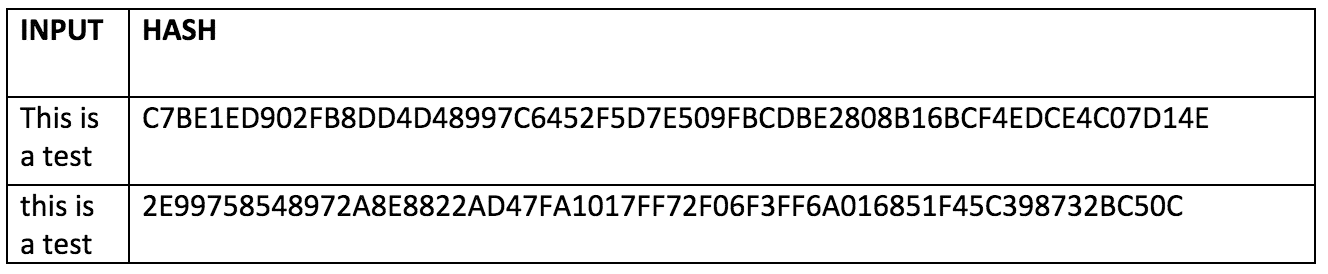 INPUT HASH
This is C7BE1ED902FB8DD4D48997C6452F5D7E509FBCDBE2808B16BCF4EDCE4C07D14E
a test
this is 2E99758548972A8E8822AD47FA1017FF72F06F3FF6A016851F45C398732BC50C
a test